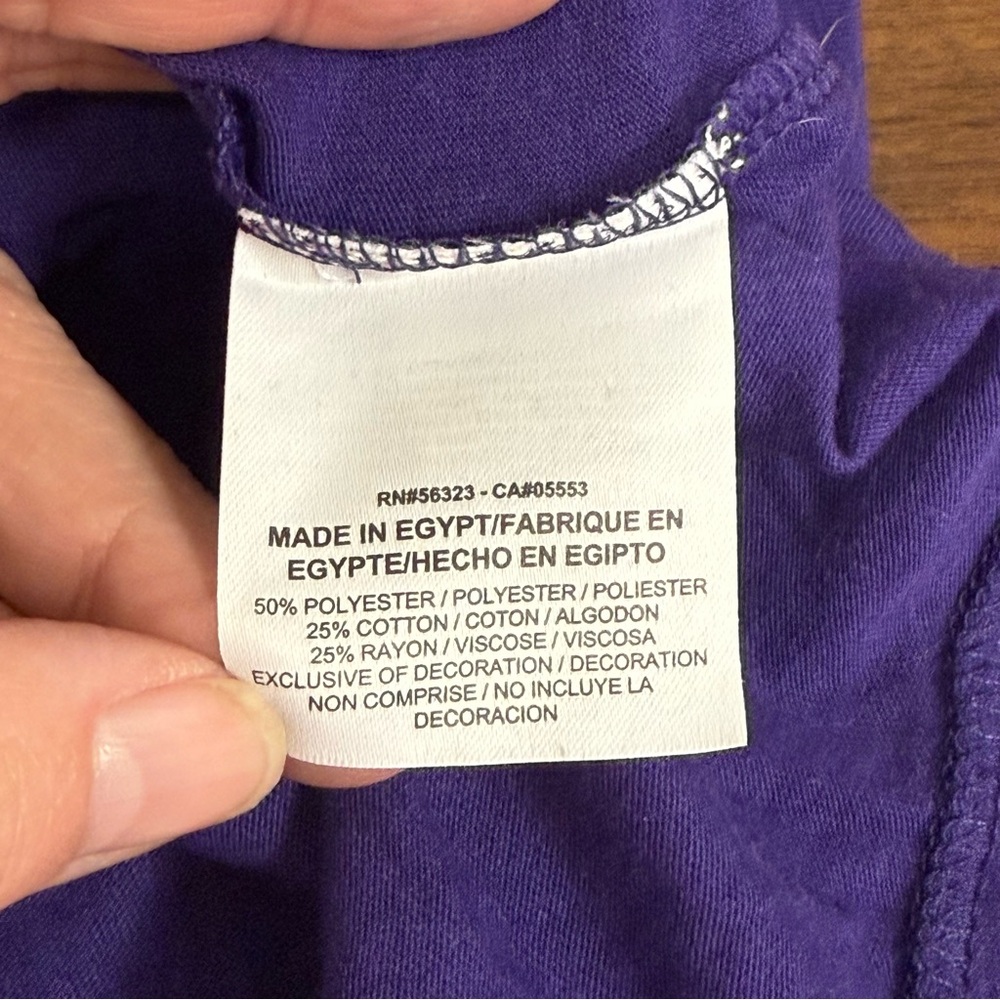 RN#56323 - CA#05553
MADE IN EGYPT/FABRIQUE EN
EGYPTE/HECHO EN EGIPTO
50% POLYESTER / POLYESTER / POLIESTER
25% COTTON / COTON / ALGODON
25% RAYON / VISCOSE / VISCOSA
EXCLUSIVE OF DECORATION / DECORATION
NON COMPRISE / NO INCLUYE LA
DECORACION